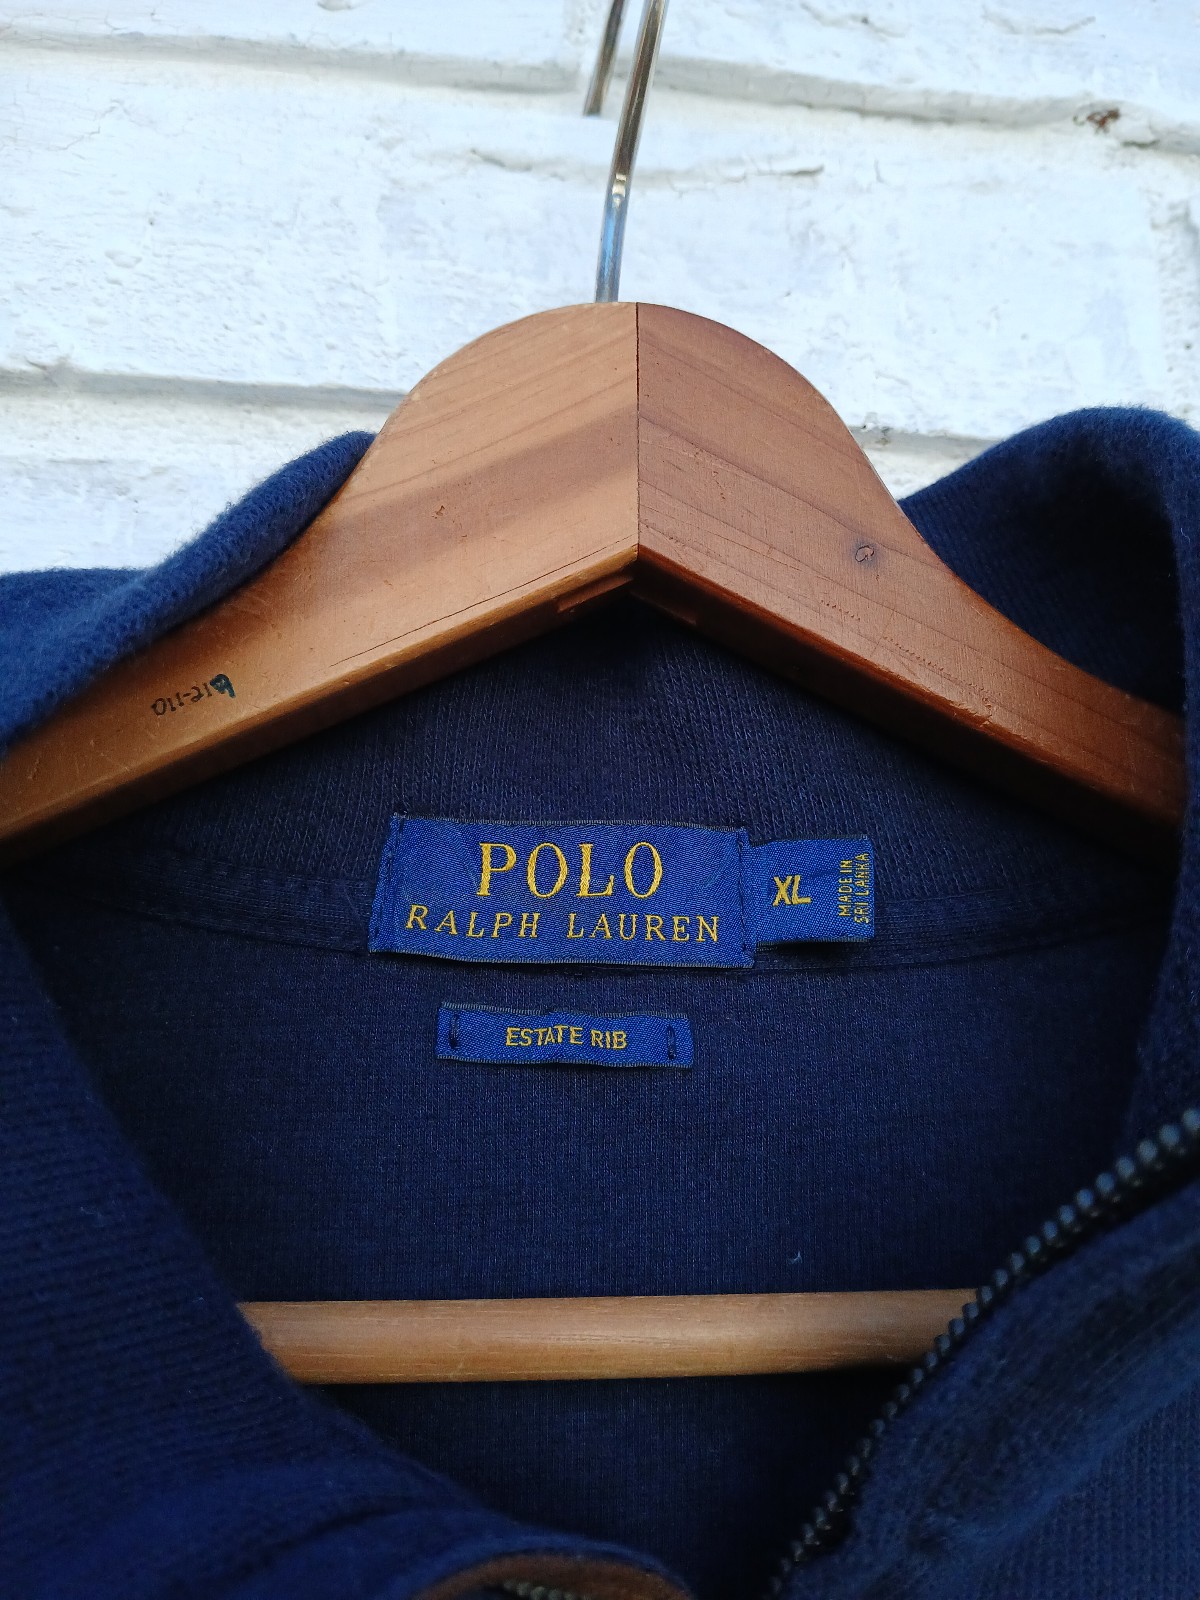 POLO
RALPH LAUREN
XL
MADE IN
SRI LANKA
ESTATE RIB